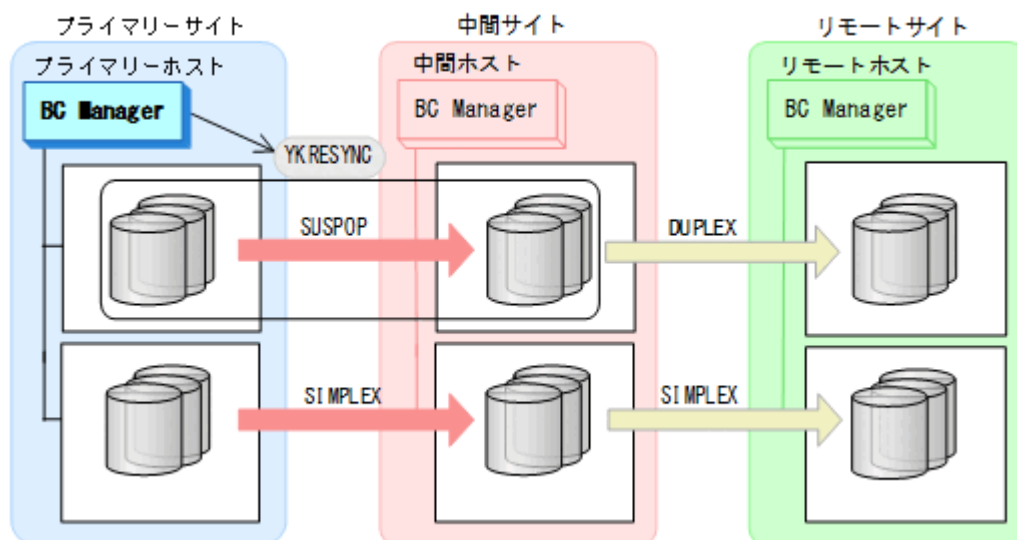 プライマリーサイト
中間サイト
リモートサイト
プライマリーホスト
中間ホスト
リモートホスト
BC Manager
BC Manager
BC Manager
YKRESYNC
SUSPOP
DUPLEX
SIMPLEX
SIMPLEX